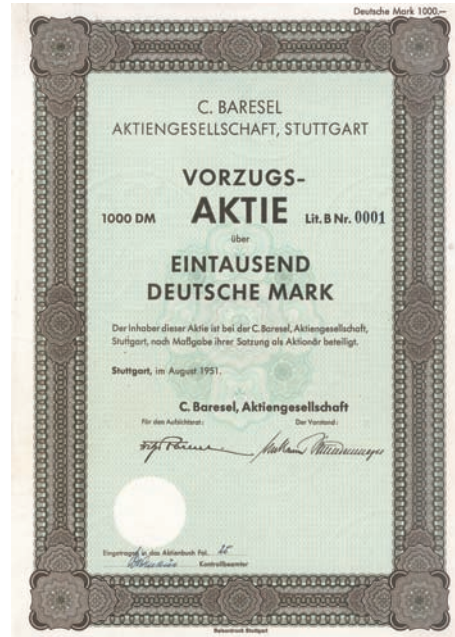 Deutsche Mark 1000,—
C. BARESEL
AKTIENGESELLSCHAFT, STUTTGART
VORZUGS-
1000 DM AKTIE Lit. B Nr. 0001
über
EINTAUSEND
DEUTSCHE MARK
Der Inhaber dieser Aktie ist bei der C. Baresel, Aktiengesellschaft,
Stuttgart, nach Maßgabe ihrer Satzung als Aktionär beteiligt.
Stuttgart, im August 1951.
C. Baresel, Aktiengesellschaft
Für den Aufsichtsrat: Der Vorstand:
Eingetragen in das Aktienbuch Fol. 25
Kontrollbeamter